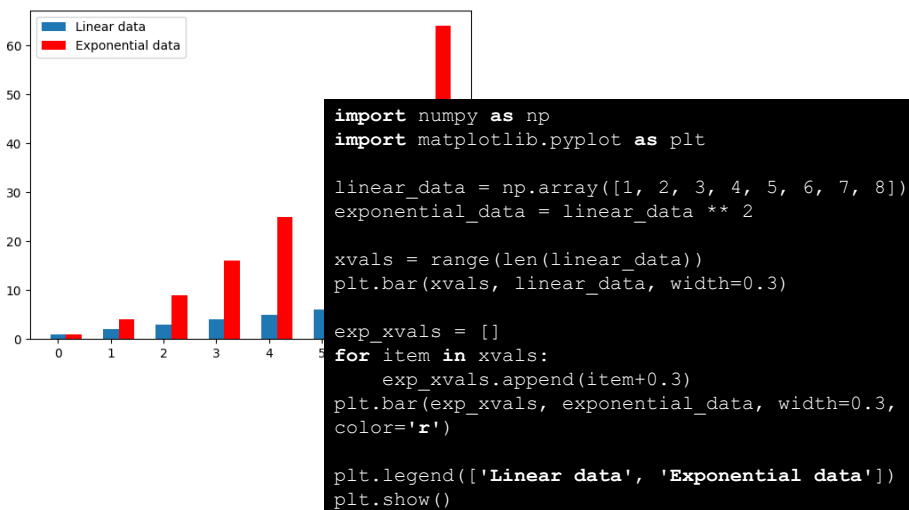 Linear data
Exponential data
60
50
40
30
20
10
0
0 1 2 3 4 5
import numpy as np
import matplotlib.pyplot as plt
linear_data = np.array([1, 2, 3, 4, 5, 6, 7, 8])
exponential_data = linear_data ** 2
xvals = range(len(linear_data))
plt.bar(xvals, linear_data, width=0.3)
exp_xvals = []
for item in xvals:
    exp_xvals.append(item+0.3)
plt.bar(exp_xvals, exponential_data, width=0.3,
color='r')
plt.legend(['Linear data', 'Exponential data'])
plt.show()